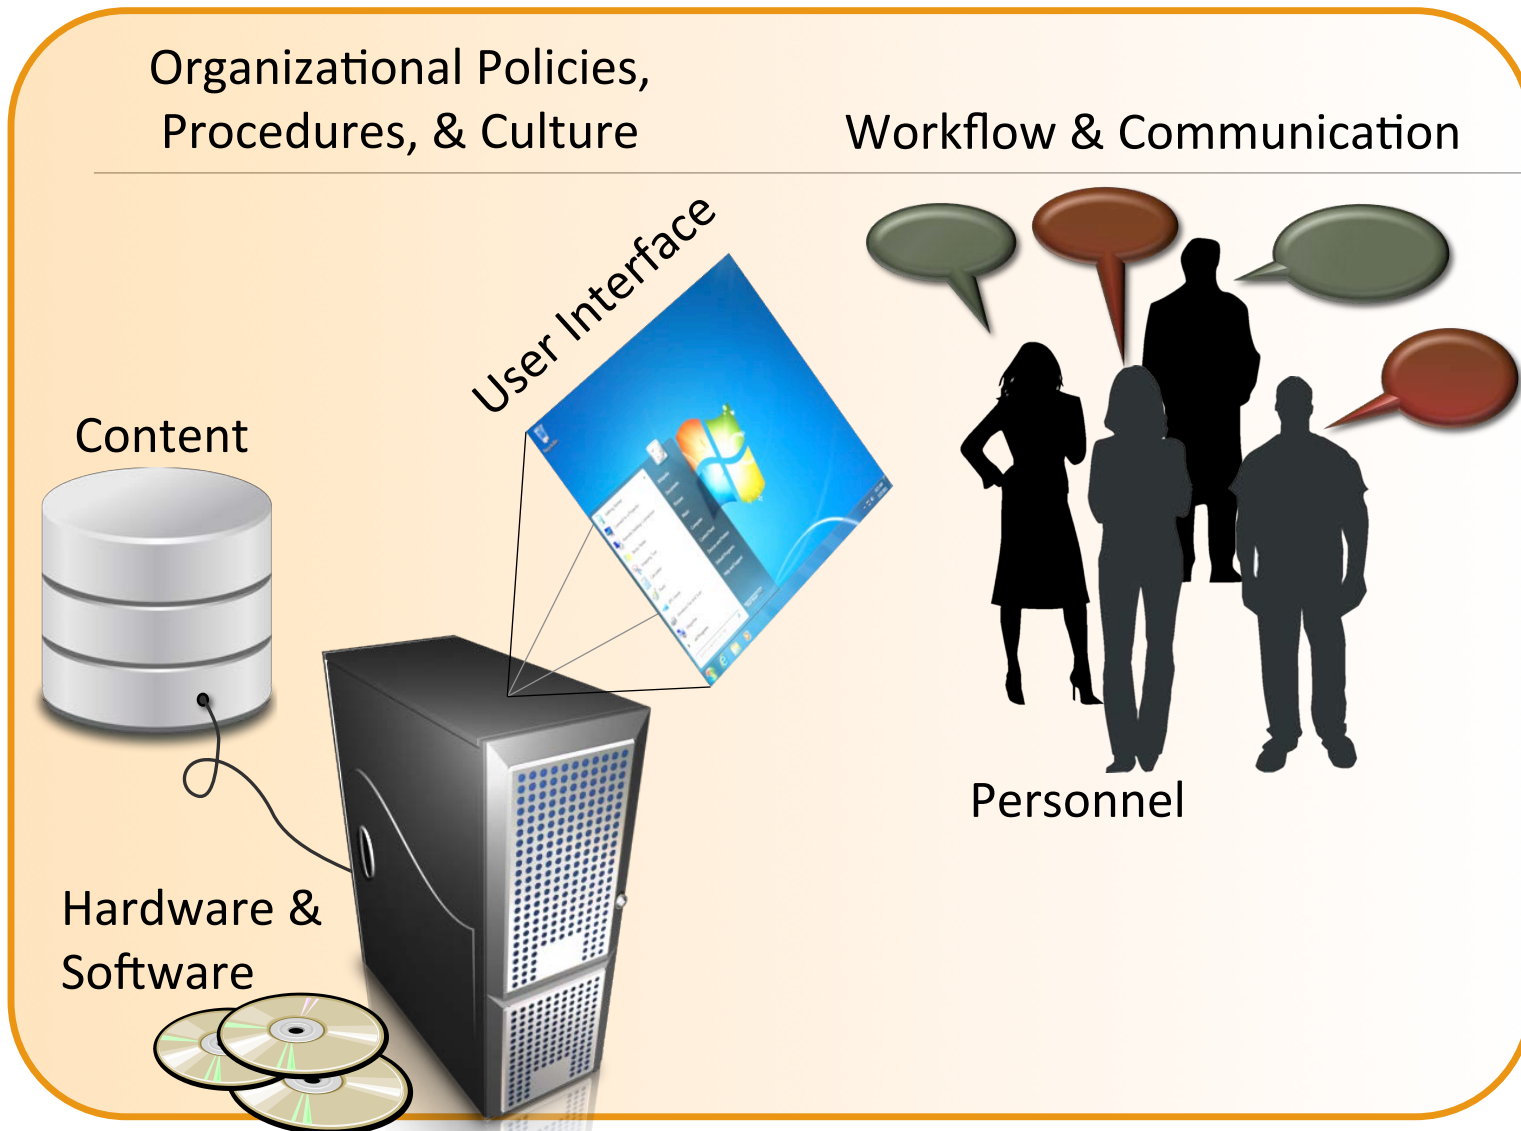 Organizational Policies,
Procedures, & Culture
Workflow & Communication
User Interface
Content
Personnel
Hardware &
Software